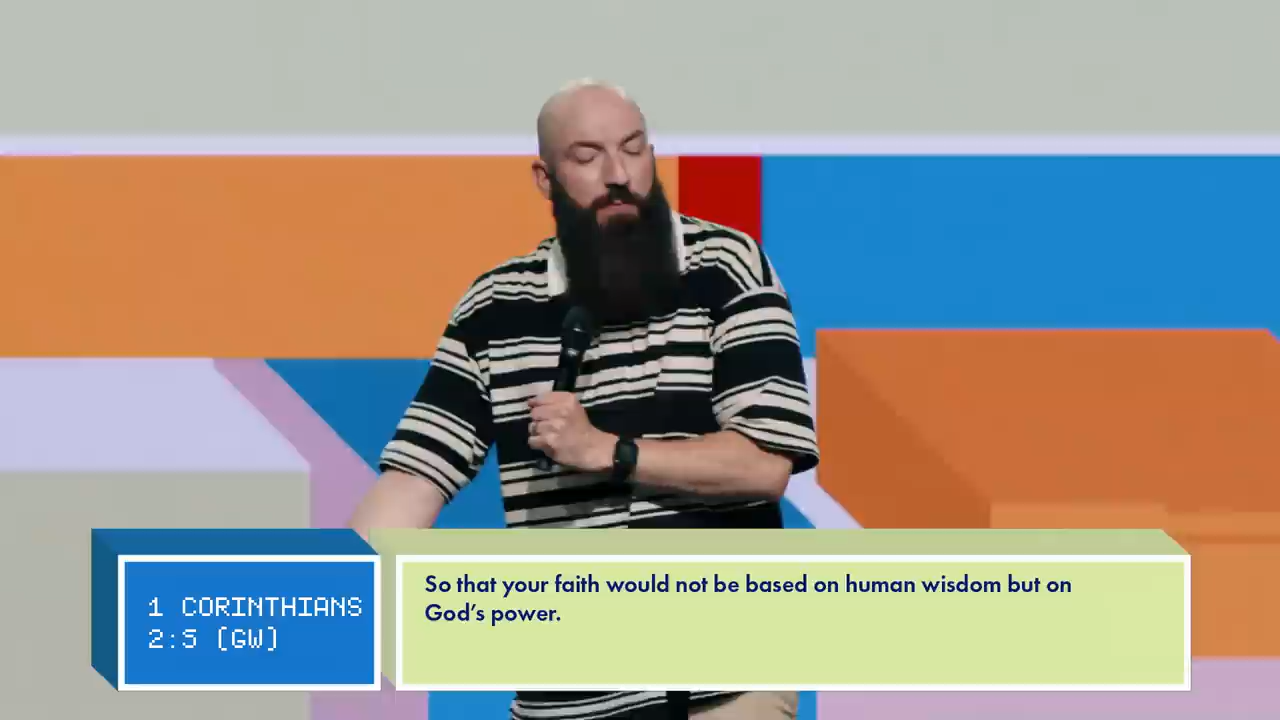 1 CORINTHIANS
2:5 [GW]
So that your faith would not be based on human wisdom but on
God's power.